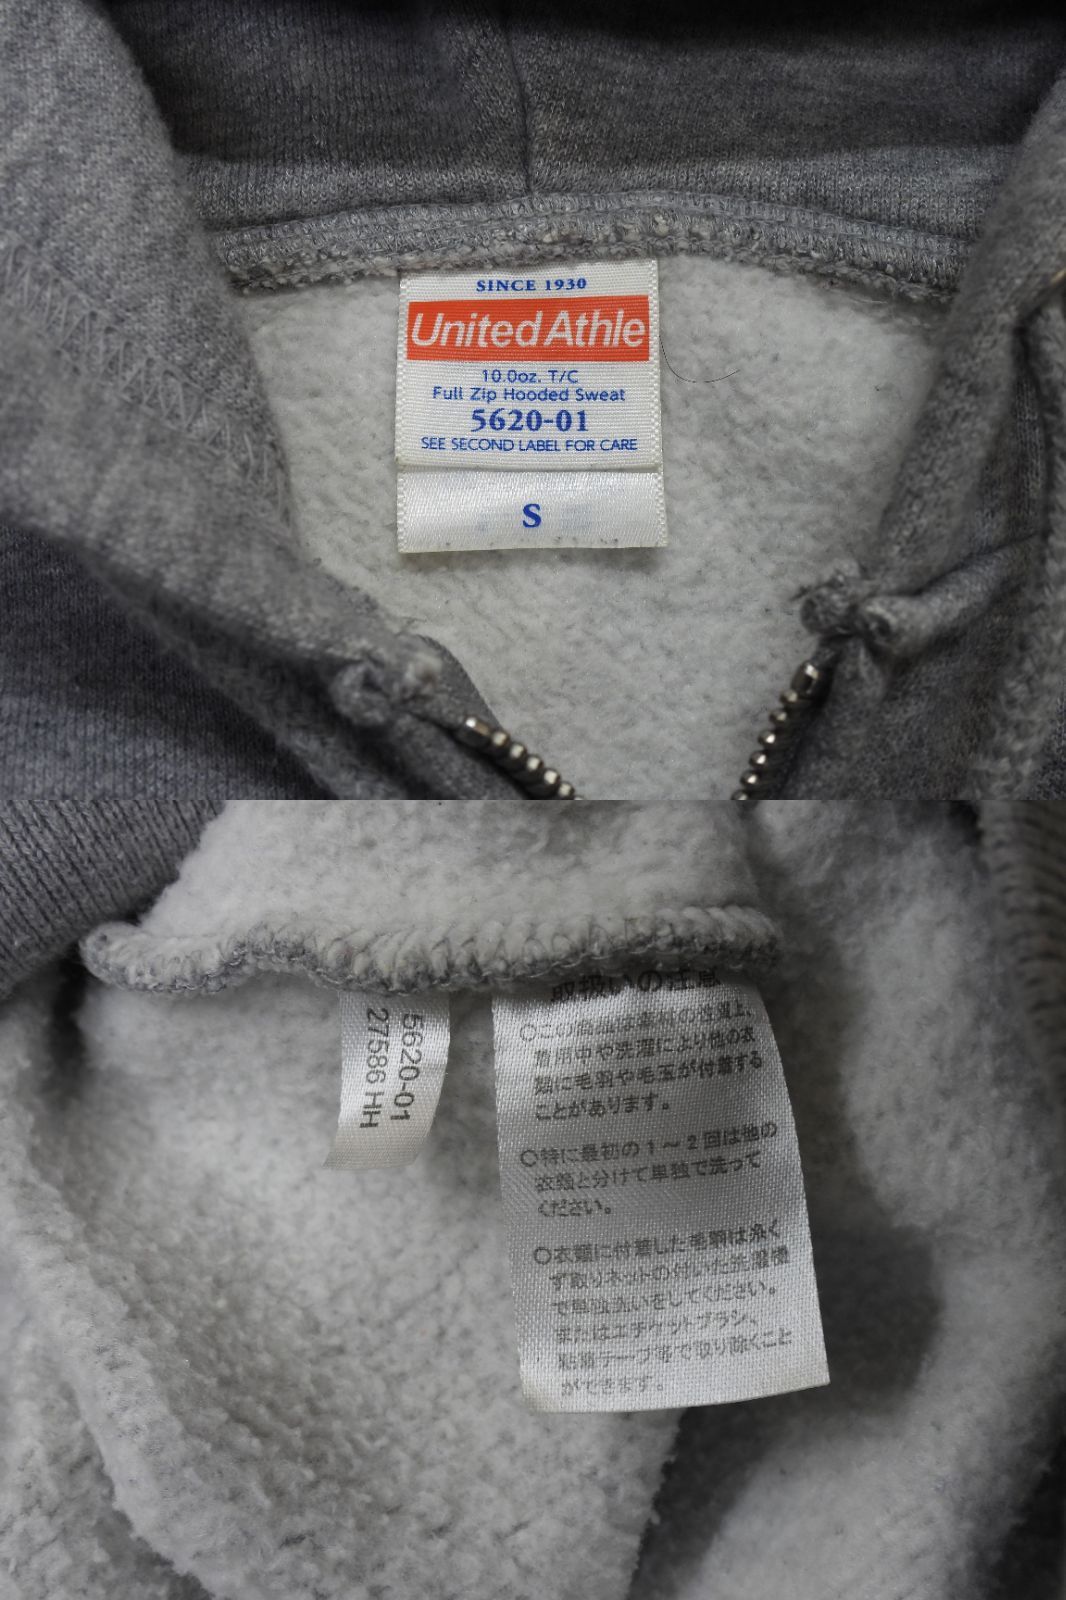 SINCE 1930
United Athle
10.0oz. T/C
Full Zip Hooded Sweat
5620-01
SEE SECOND LABEL FOR CARE
S
5620-01
27586 HH
取扱いの注意
○この商品は素材の性質上、
着用中や洗濯により他の衣
類に毛羽や毛玉が付着する
ことがあります。
○特に最初の1~2回は他の
衣類と分けて単独で洗って
ください。
○衣類に付着した毛羽は糸く
ず取りネットの付いた洗濯機
で単独洗いをしてください。
またはエチケットブラシ、
粘着テープ等で取り除くこと
ができます。